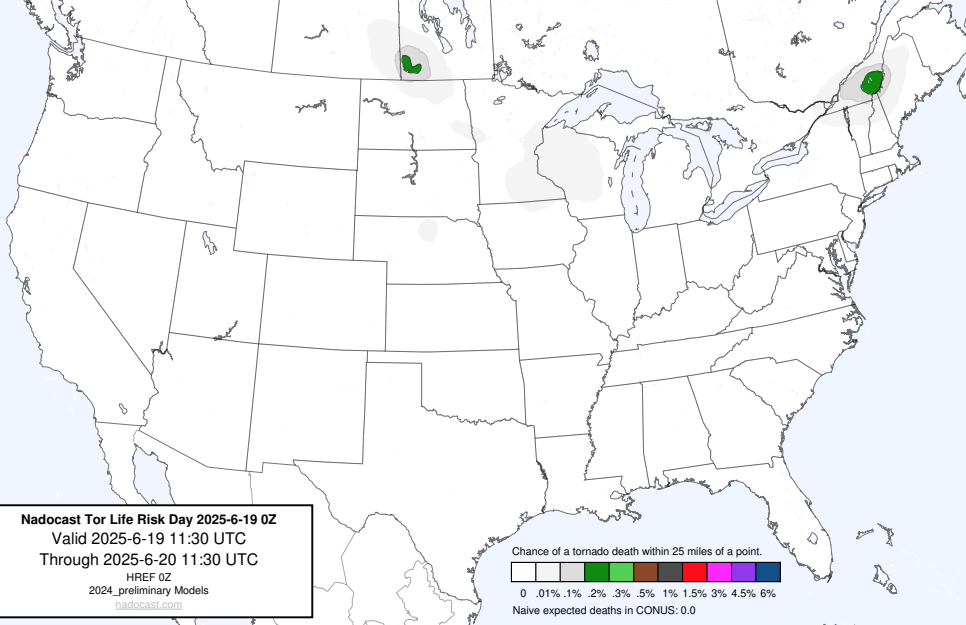 Nadocast Tor Life Risk Day 2025-6-19 0Z
Valid 2025-6-19 11:30 UTC
Through 2025-6-20 11:30 UTC
HREF 0Z
2024_preliminary Models
nadocast.com
Chance of a tornado death within 25 miles of a point.
0 .01% .1% .2% .3% .5% 1% 1.5% 3% 4.5% 6%
Naive expected deaths in CONUS: 0.0